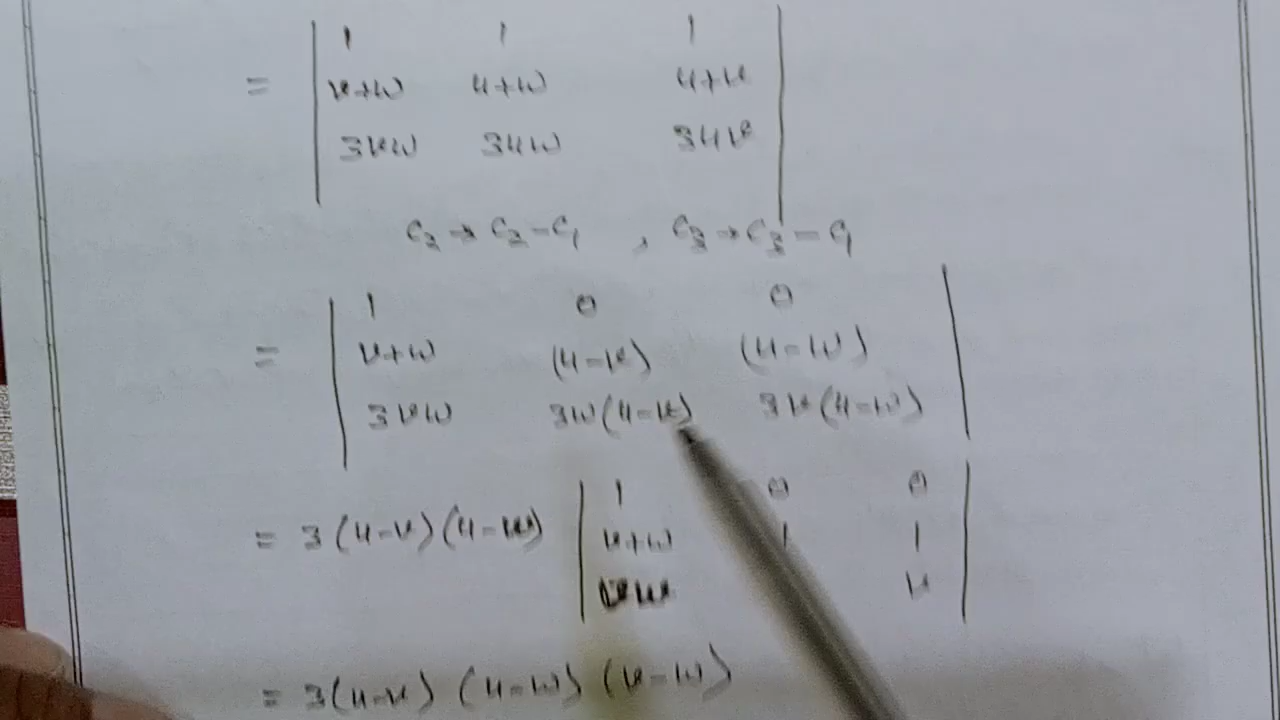 1 1 1
= v+w u+w u+v
3vw 3uw 3uv
C₂ → C₂-C₁ , C₃ → C₃-C₁
1 0 0
= v+w (u-v) (u-w)
3vw 3w(u-v) 3v(u-w)
1 0 0
= 3(u-v)(u-w) v+w 1 1
vw v
= 3(u-v) (u-w) (v-w)